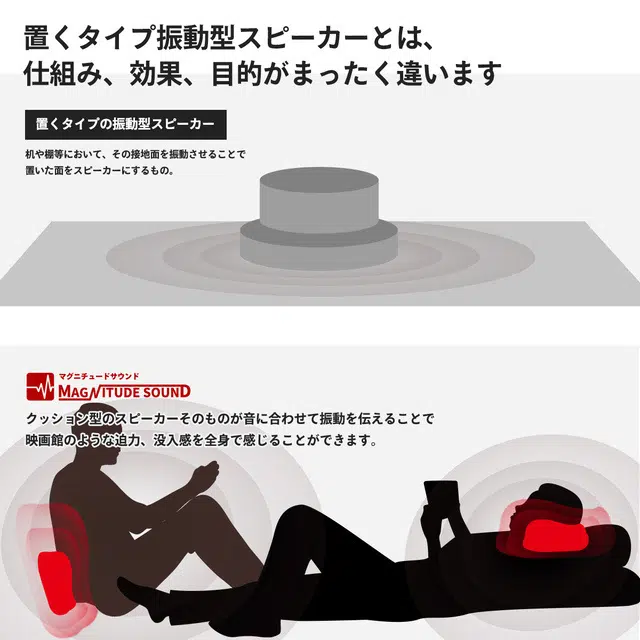 置くタイプ振動型スピーカーとは、
仕組み、効果、目的がまったく違います
置くタイプの振動型スピーカー
机や棚等において、その接地面を振動させることで
置いた面をスピーカーにするもの。
マグニチュードサウンド
MAGNITUDE SOUND
クッション型のスピーカーそのものが音に合わせて振動を伝えることで
映画館のような迫力、没入感を全身で感じることができます。